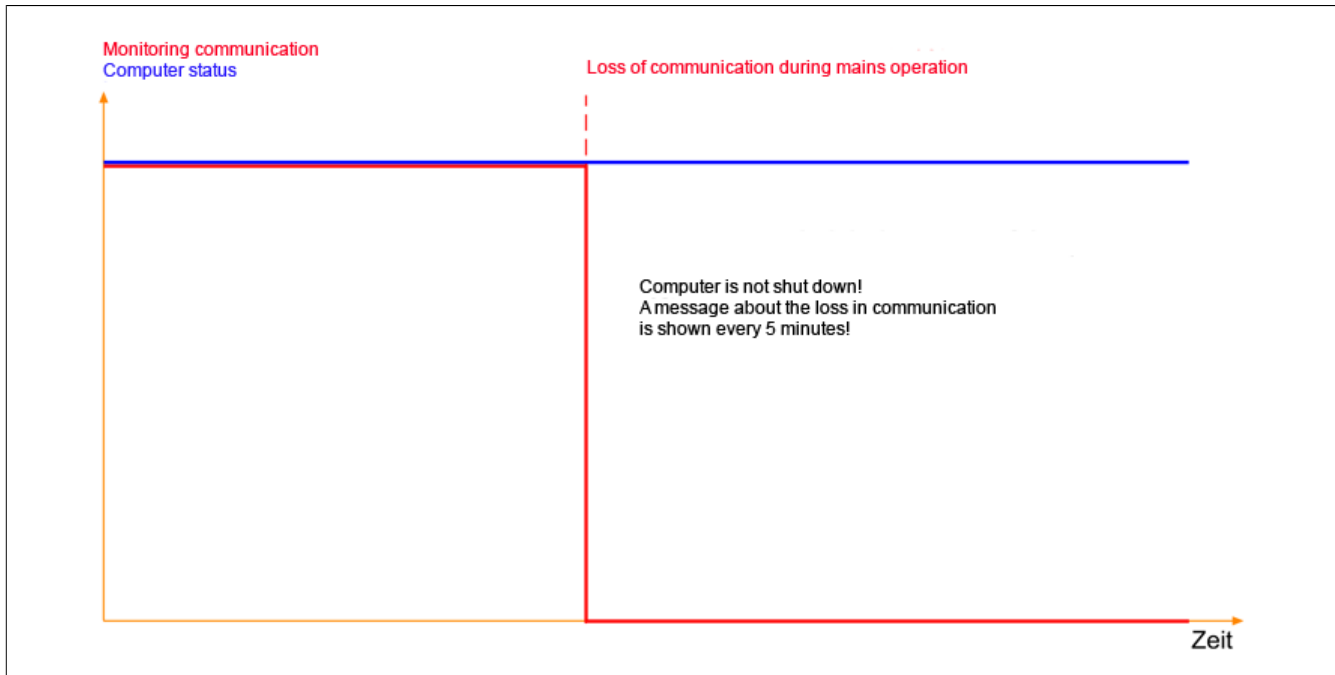 Monitoring communication
Computer status
Loss of communication during mains operation
Computer is not shut down!
A message about the loss in communication
is shown every 5 minutes!
Zeit